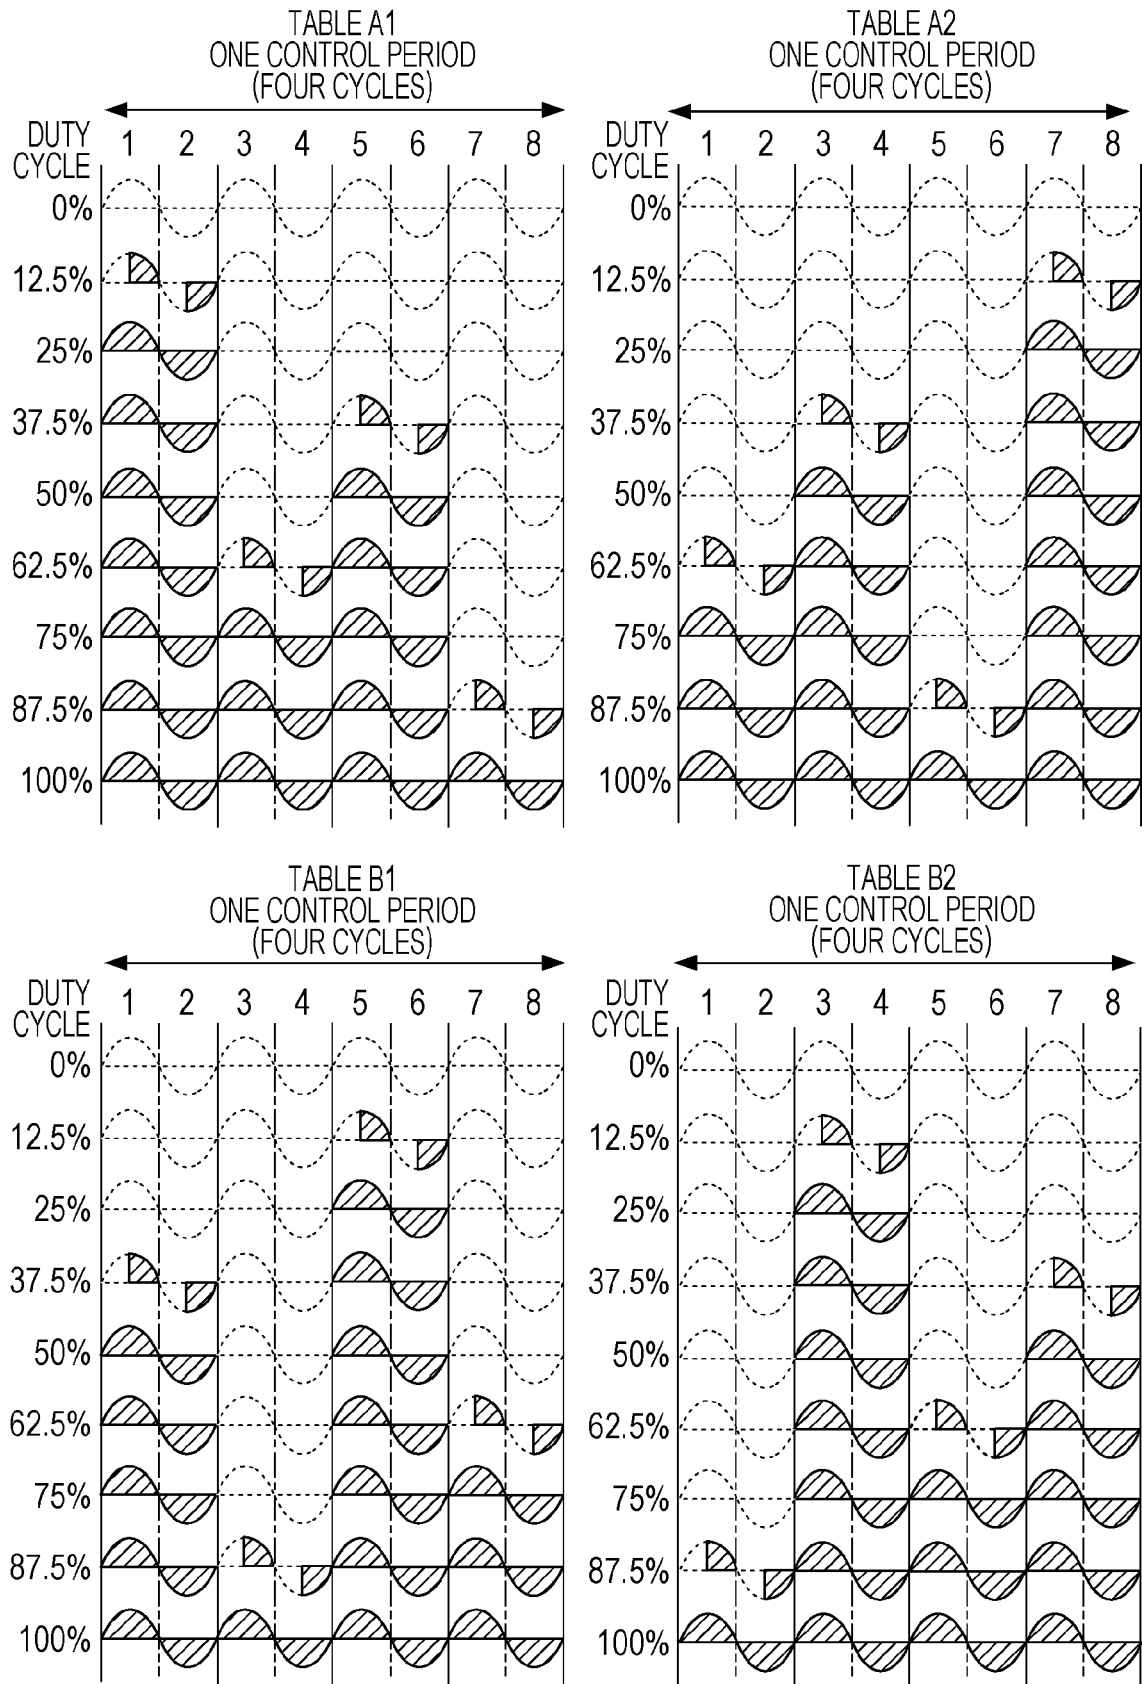 TABLE A1
ONE CONTROL PERIOD
(FOUR CYCLES)
DUTY CYCLE
1 2 3 4 5 6 7 8
0%
12.5%
25%
37.5%
50%
62.5%
75%
87.5%
100%
TABLE A2
ONE CONTROL PERIOD
(FOUR CYCLES)
DUTY CYCLE
1 2 3 4 5 6 7 8
0%
12.5%
25%
37.5%
50%
62.5%
75%
87.5%
100%
TABLE B1
ONE CONTROL PERIOD
(FOUR CYCLES)
DUTY CYCLE
1 2 3 4 5 6 7 8
0%
12.5%
25%
37.5%
50%
62.5%
75%
87.5%
100%
TABLE B2
ONE CONTROL PERIOD
(FOUR CYCLES)
DUTY CYCLE
1 2 3 4 5 6 7 8
0%
12.5%
25%
37.5%
50%
62.5%
75%
87.5%
100%